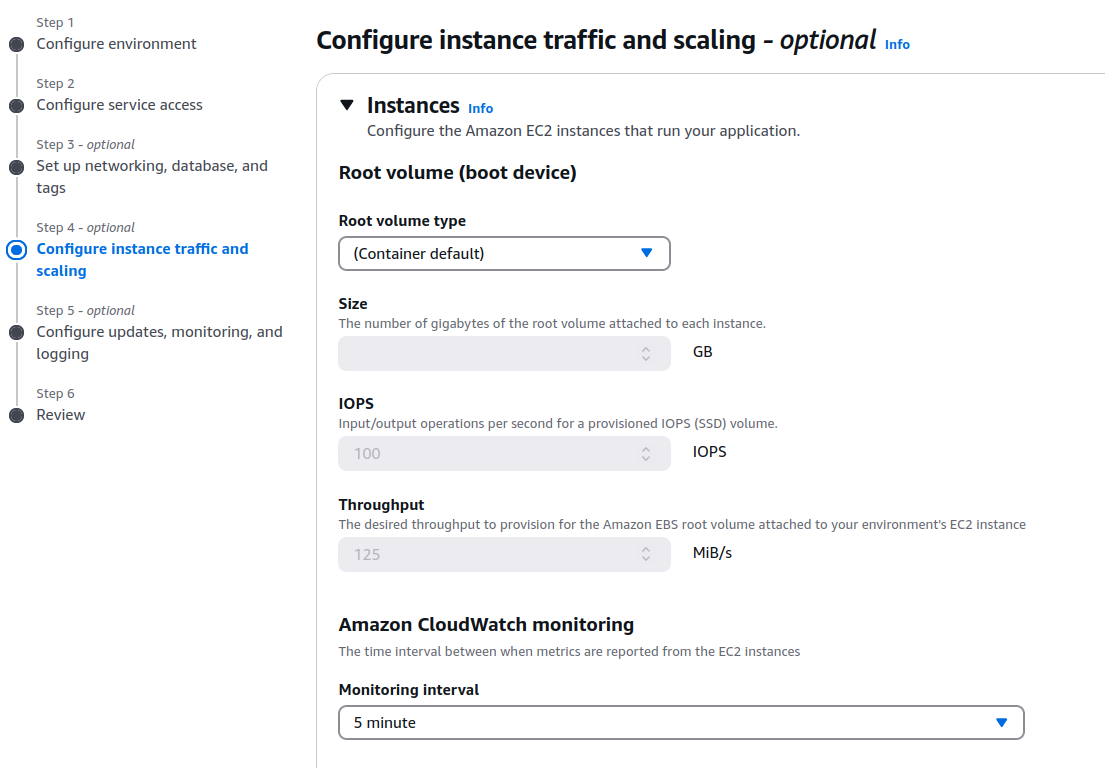 Step 1
Configure environment
Step 2
Configure service access
Step 3 - optional
Set up networking, database, and
tags
Step 4 - optional
Configure instance traffic and
scaling
Step 5 - optional
Configure updates, monitoring, and
logging
Step 6
Review
Configure instance traffic and scaling - optional Info
Instances Info
Configure the Amazon EC2 instances that run your application.
Root volume (boot device)
Root volume type
(Container default)
Size
The number of gigabytes of the root volume attached to each instance.
GB
IOPS
Input/output operations per second for a provisioned IOPS (SSD) volume.
100 IOPS
Throughput
The desired throughput to provision for the Amazon EBS root volume attached to your environment's EC2 instance
125 MiB/s
Amazon CloudWatch monitoring
The time interval between when metrics are reported from the EC2 instances
Monitoring interval
5 minute